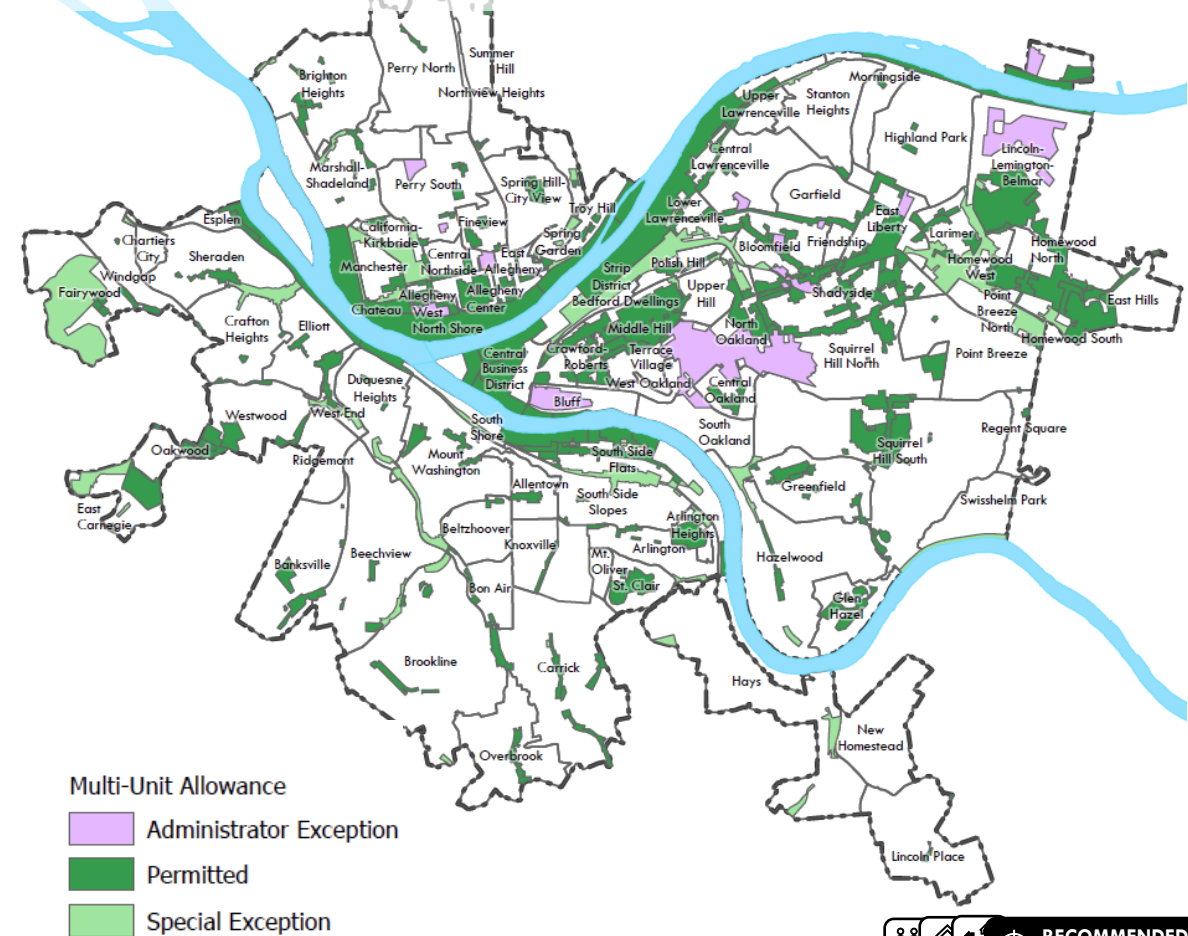 Summer
Hill
Perry North
Brighton
Heights
Northview Heights
Morningside
Upper
Lawrenceville
Stanton
Heights
Highland Park
Central
Lawrenceville
Lincoln-
Lemington-
Belmar
Marshall-
Shadeland
Perry South
Spring Hill-
City View
Garfield
Troy Hill
Lower
Lawrenceville
East
Liberty
Esplen
Fineview
California-
Kirkbride
Spring
Garden
Chartiers
City
Sheraden
Central
Northside
East
Allegheny
Bloomfield
Friendship
Larimer
Homewood
North
Windgap
Manchester
Strip
District
Polish Hill
Homewood
West
Fairywood
Allegheny
West
Allegheny
Center
Bedford Dwellings
Upper
Hill
Shadyside
Point
Breeze
North
East Hills
Chateau
North Shore
Crafton
Heights
Elliott
Middle Hill
North
Oakland
Homewood South
Central
Business
District
Crawford-
Roberts
Terrace
Village
Squirrel
Hill North
Point Breeze
Duquesne
Heights
West Oakland
Central
Oakland
Bluff
Westwood
West End
South
Shore
South
Oakland
Regent Square
Oakwood
Ridgemont
Mount
Washington
South Side
Flats
Squirrel
Hill South
Allentown
South Side
Slopes
Greenfield
Swisshelm Park
East
Carnegie
Beltzhoover
Knoxville
Arlington
Heights
Arlington
Banksville
Beechview
Mt.
Oliver
St. Clair
Hazelwood
Bon Air
Glen
Hazel
Brookline
Carrick
Hays
New
Homestead
Overbrook
Lincoln Place
Multi-Unit Allowance
Administrator Exception
Permitted
Special Exception
RECOMMENDED